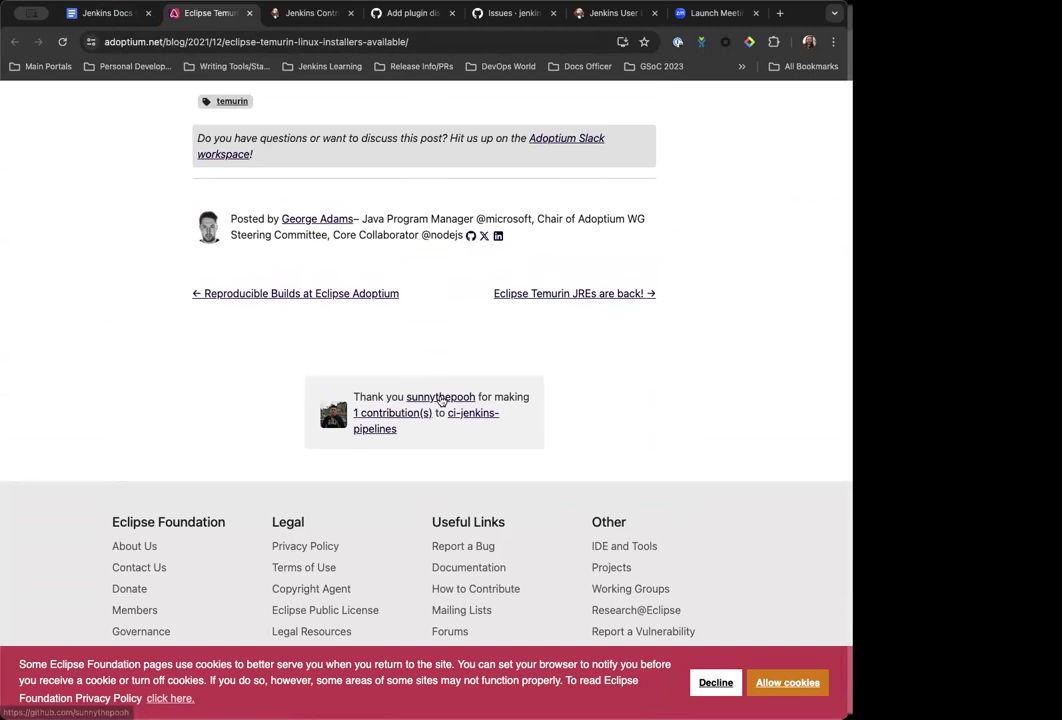 Jenkins Docs
Eclipse Temuri
Jenkins Contr
Add plugin di
Issues · jenkin
Jenkins User
Launch Meeti
adoptium.net/blog/2021/12/eclipse-temurin-linux-installers-available/
Main Portals
Personal Develop...
Writing Tools/Sta...
Jenkins Learning
Release Info/PRs
DevOps World
Docs Officer
GSoC 2023
»
All Bookmarks
temurin
Do you have questions or want to discuss this post? Hit us up on the Adoptium Slack
workspace!
Posted by George Adams– Java Program Manager @microsoft, Chair of Adoptium WG
Steering Committee, Core Collaborator @nodejs
← Reproducible Builds at Eclipse Adoptium
Eclipse Temurin JREs are back! →
Thank you sunnythepooh for making
1 contribution(s) to ci-jenkins-
pipelines
Eclipse Foundation
About Us
Contact Us
Donate
Members
Governance
Legal
Privacy Policy
Terms of Use
Copyright Agent
Eclipse Public License
Legal Resources
Useful Links
Report a Bug
Documentation
How to Contribute
Mailing Lists
Forums
Other
IDE and Tools
Projects
Working Groups
Research@Eclipse
Report a Vulnerability
Some Eclipse Foundation pages use cookies to better serve you when you return to the site. You can set your browser to notify you before
you receive a cookie or turn off cookies. If you do so, however, some areas of some sites may not function properly. To read Eclipse
Foundation Privacy Policy click here.
Decline
Allow cookies
https://github.com/sunnythepooh